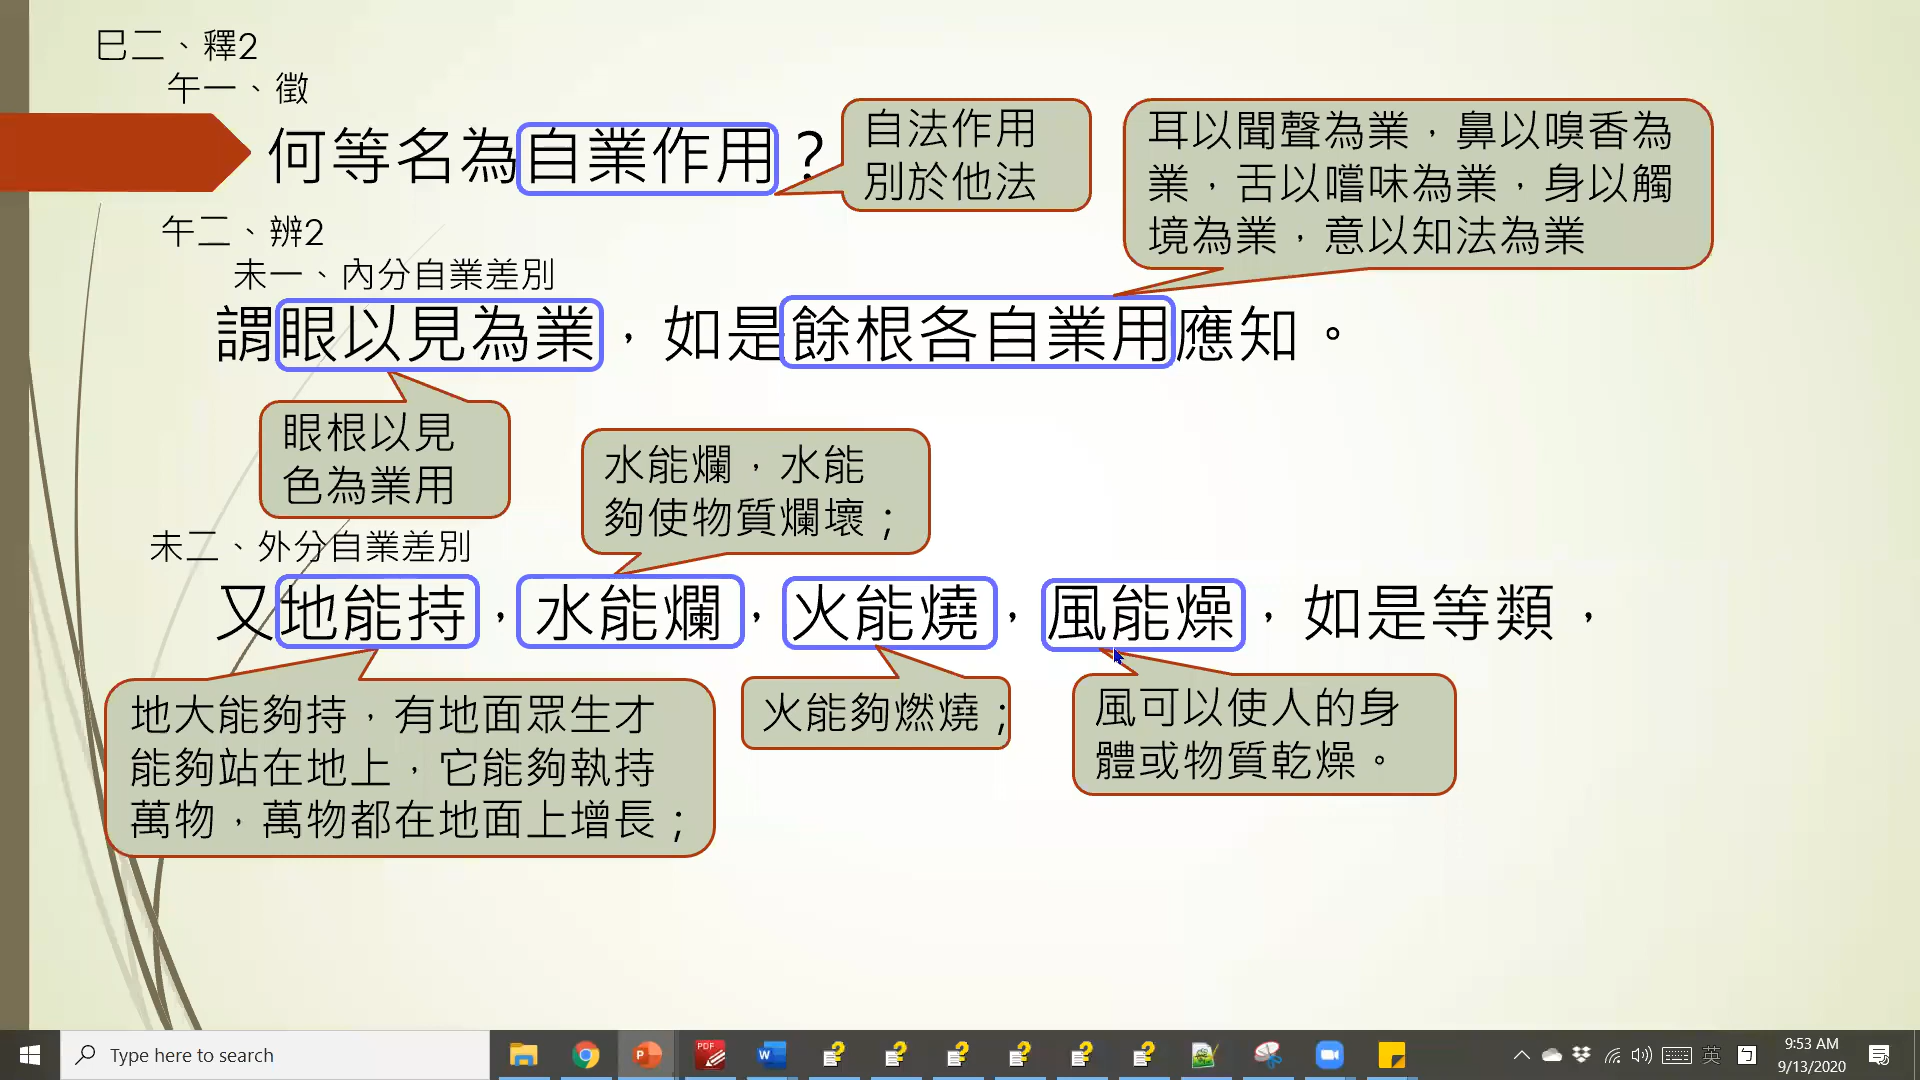 巳二、釋2
午一、徵
何等名為自業作用？
自法作用
別於他法
耳以聞聲為業，鼻以嗅香為
業，舌以嚐味為業，身以觸
境為業，意以知法為業
午二、辨2
未一、內分自業差別
謂眼以見為業，如是餘根各自業用應知。
眼根以見
色為業用
水能爛，水能
夠使物質爛壞；
未二、外分自業差別
又地能持，水能爛，火能燒，風能燥，如是等類，
地大能夠持，有地面眾生才
能夠站在地上，它能夠執持
萬物，萬物都在地面上增長；
火能夠燃燒；
風可以使人的身
體或物質乾燥。
Type here to search
英
9:53 AM
9/13/2020